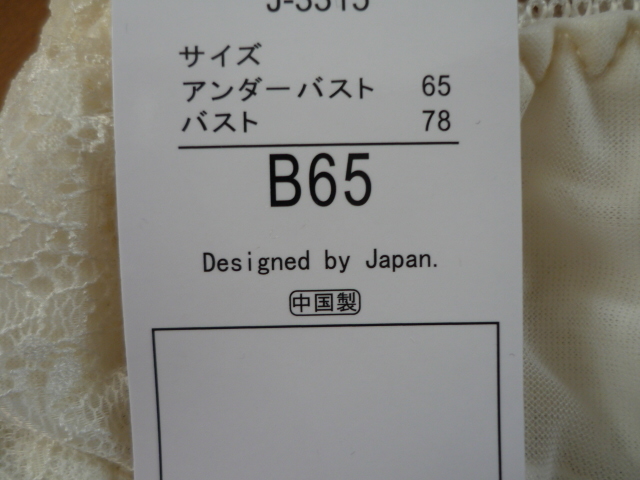 J-3315
サイズ
アンダーバスト 65
バスト 78
B65
Designed by Japan.
中国製